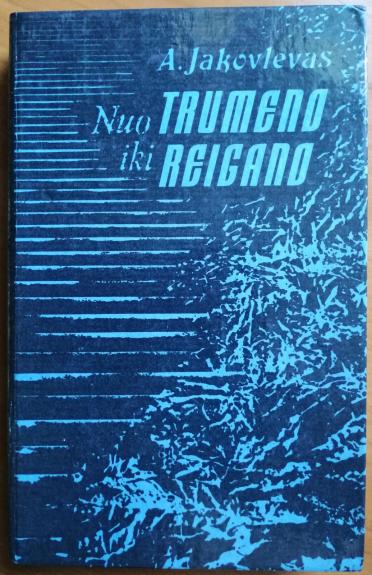 A. Jakovlevas
Nuo TRUMENO
iki REIGANO